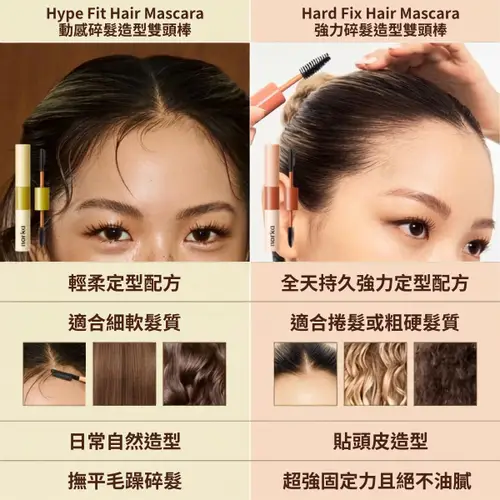 Hype Fit Hair Mascara
動感碎髮造型雙頭棒
Hard Fix Hair Mascara
強力碎髮造型雙頭棒
narka
narka
輕柔定型配方
全天持久強力定型配方
適合細軟髮質
適合捲髮或粗硬髮質
日常自然造型
貼頭皮造型
撫平毛躁碎髮
超強固定力且絕不油膩